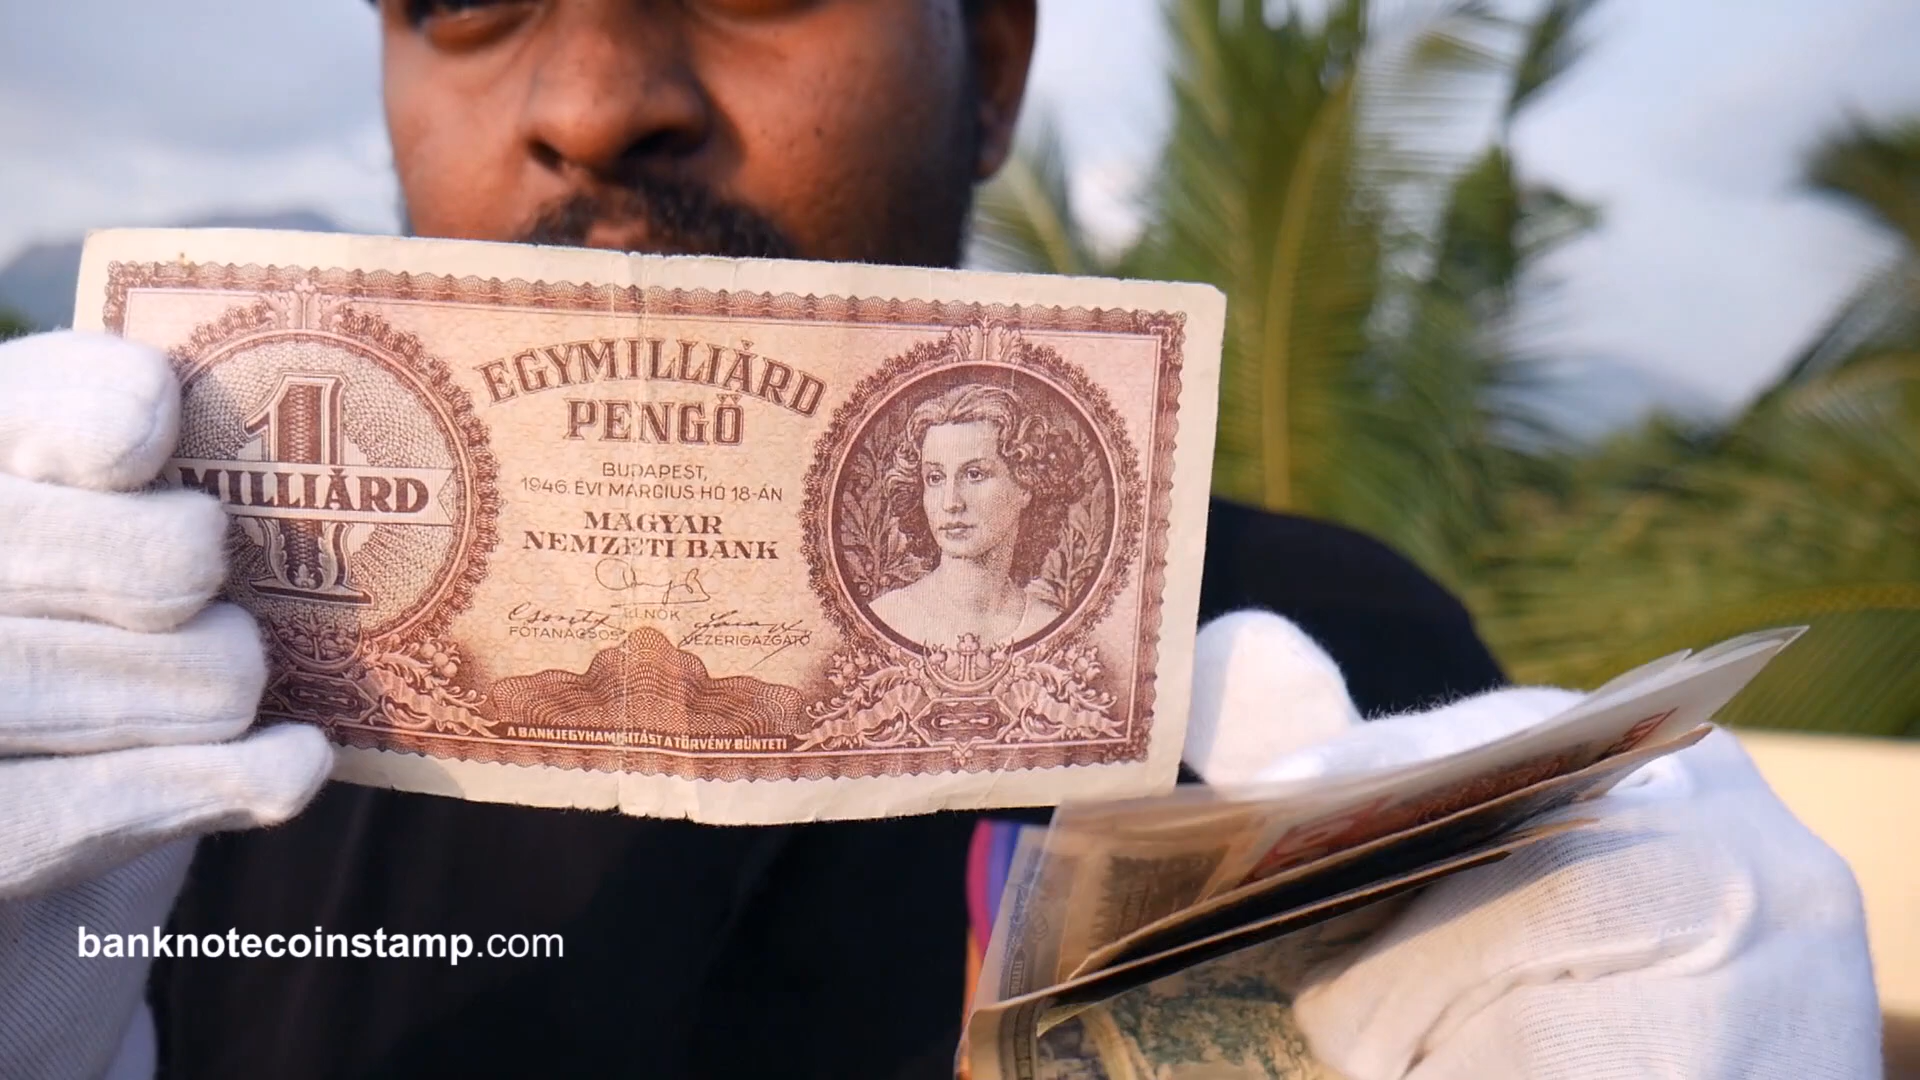 EGYMILLIÁRD
PENGŐ
1
MILLIÁRD
BUDAPEST,
1946. ÉVI MÁRCIUS HÓ 18-ÁN
MAGYAR
NEMZETI BANK
ELNÖK
FŐTANÁCSOS
VEZÉRIGAZGATÓ
A BANKJEGYHAMISÍTÁST A TÖRVÉNY BÜNTETI
banknotecoinstamp.com